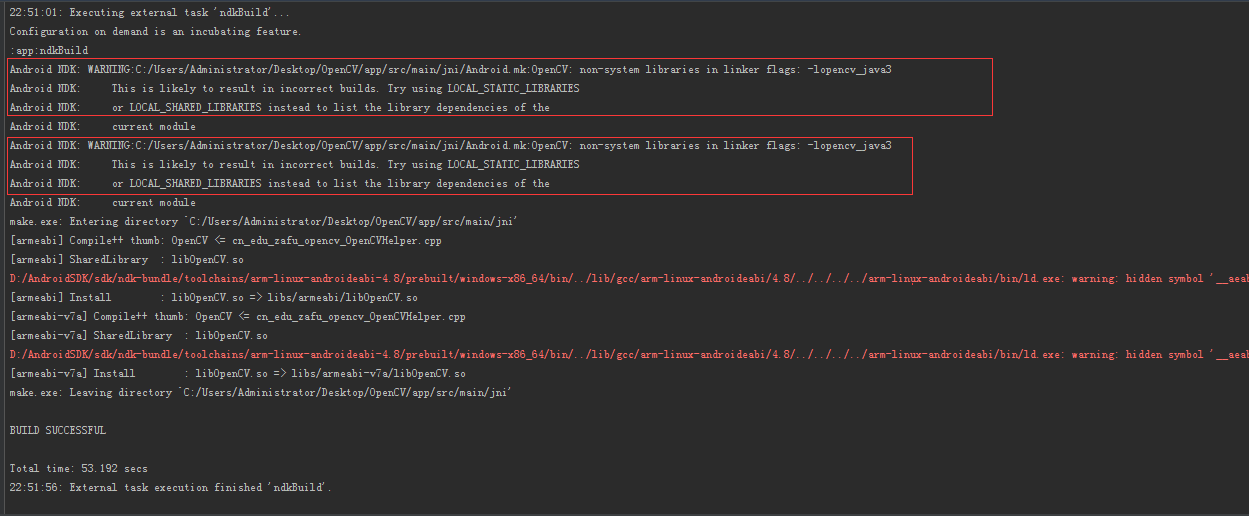 22:51:01: Executing external task 'ndkBuild'...
Configuration on demand is an incubating feature.
:app:ndkBuild
Android NDK: WARNING:C:/Users/Administrator/Desktop/OpenCV/app/src/main/jni/Android.mk:OpenCV: non-system libraries in linker flags: -lopencv_java3
Android NDK:     This is likely to result in incorrect builds. Try using LOCAL_STATIC_LIBRARIES
Android NDK:     or LOCAL_SHARED_LIBRARIES instead to list the library dependencies of the
Android NDK:     current module
Android NDK: WARNING:C:/Users/Administrator/Desktop/OpenCV/app/src/main/jni/Android.mk:OpenCV: non-system libraries in linker flags: -lopencv_java3
Android NDK:     This is likely to result in incorrect builds. Try using LOCAL_STATIC_LIBRARIES
Android NDK:     or LOCAL_SHARED_LIBRARIES instead to list the library dependencies of the
Android NDK:     current module
make.exe: Entering directory `C:/Users/Administrator/Desktop/OpenCV/app/src/main/jni'
[armeabi] Compile++ thumb: OpenCV <= cn_edu_zafu_opencv_OpenCVHelper.cpp
[armeabi] SharedLibrary  : libOpenCV.so
D:/AndroidSDK/sdk/ndk-bundle/toolchains/arm-linux-androideabi-4.8/prebuilt/windows-x86_64/bin/../lib/gcc/arm-linux-androideabi/4.8/../../../../arm-linux-androideabi/bin/ld.exe: warning: hidden symbol '__aeab
[armeabi] Install        : libOpenCV.so => libs/armeabi/libOpenCV.so
[armeabi-v7a] Compile++ thumb: OpenCV <= cn_edu_zafu_opencv_OpenCVHelper.cpp
[armeabi-v7a] SharedLibrary  : libOpenCV.so
D:/AndroidSDK/sdk/ndk-bundle/toolchains/arm-linux-androideabi-4.8/prebuilt/windows-x86_64/bin/../lib/gcc/arm-linux-androideabi/4.8/../../../../arm-linux-androideabi/bin/ld.exe: warning: hidden symbol '__aeab
[armeabi-v7a] Install        : libOpenCV.so => libs/armeabi-v7a/libOpenCV.so
make.exe: Leaving directory `C:/Users/Administrator/Desktop/OpenCV/app/src/main/jni'
BUILD SUCCESSFUL
Total time: 53.192 secs
22:51:56: External task execution finished 'ndkBuild'.